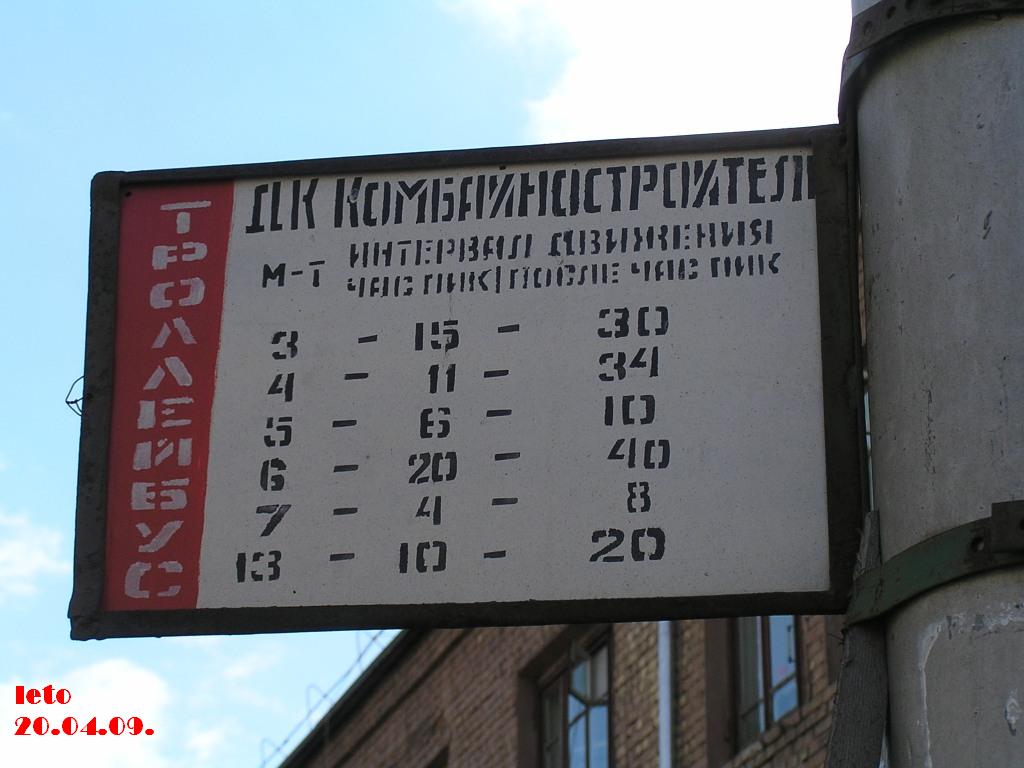 ТРОЛЛЕЙБУС
ДК КОМБАЙНОСТРОИТЕЛ
М-Т ИНТЕРВАЛ ДВИЖЕНИЯ
ЧАС ПИК|ПОСЛЕ ЧАС ПИК
3 - 15 - 30
4 - 11 - 34
5 - 6 - 10
6 - 20 - 40
7 - 4 - 8
13 - 10 - 20
leto
20.04.09.